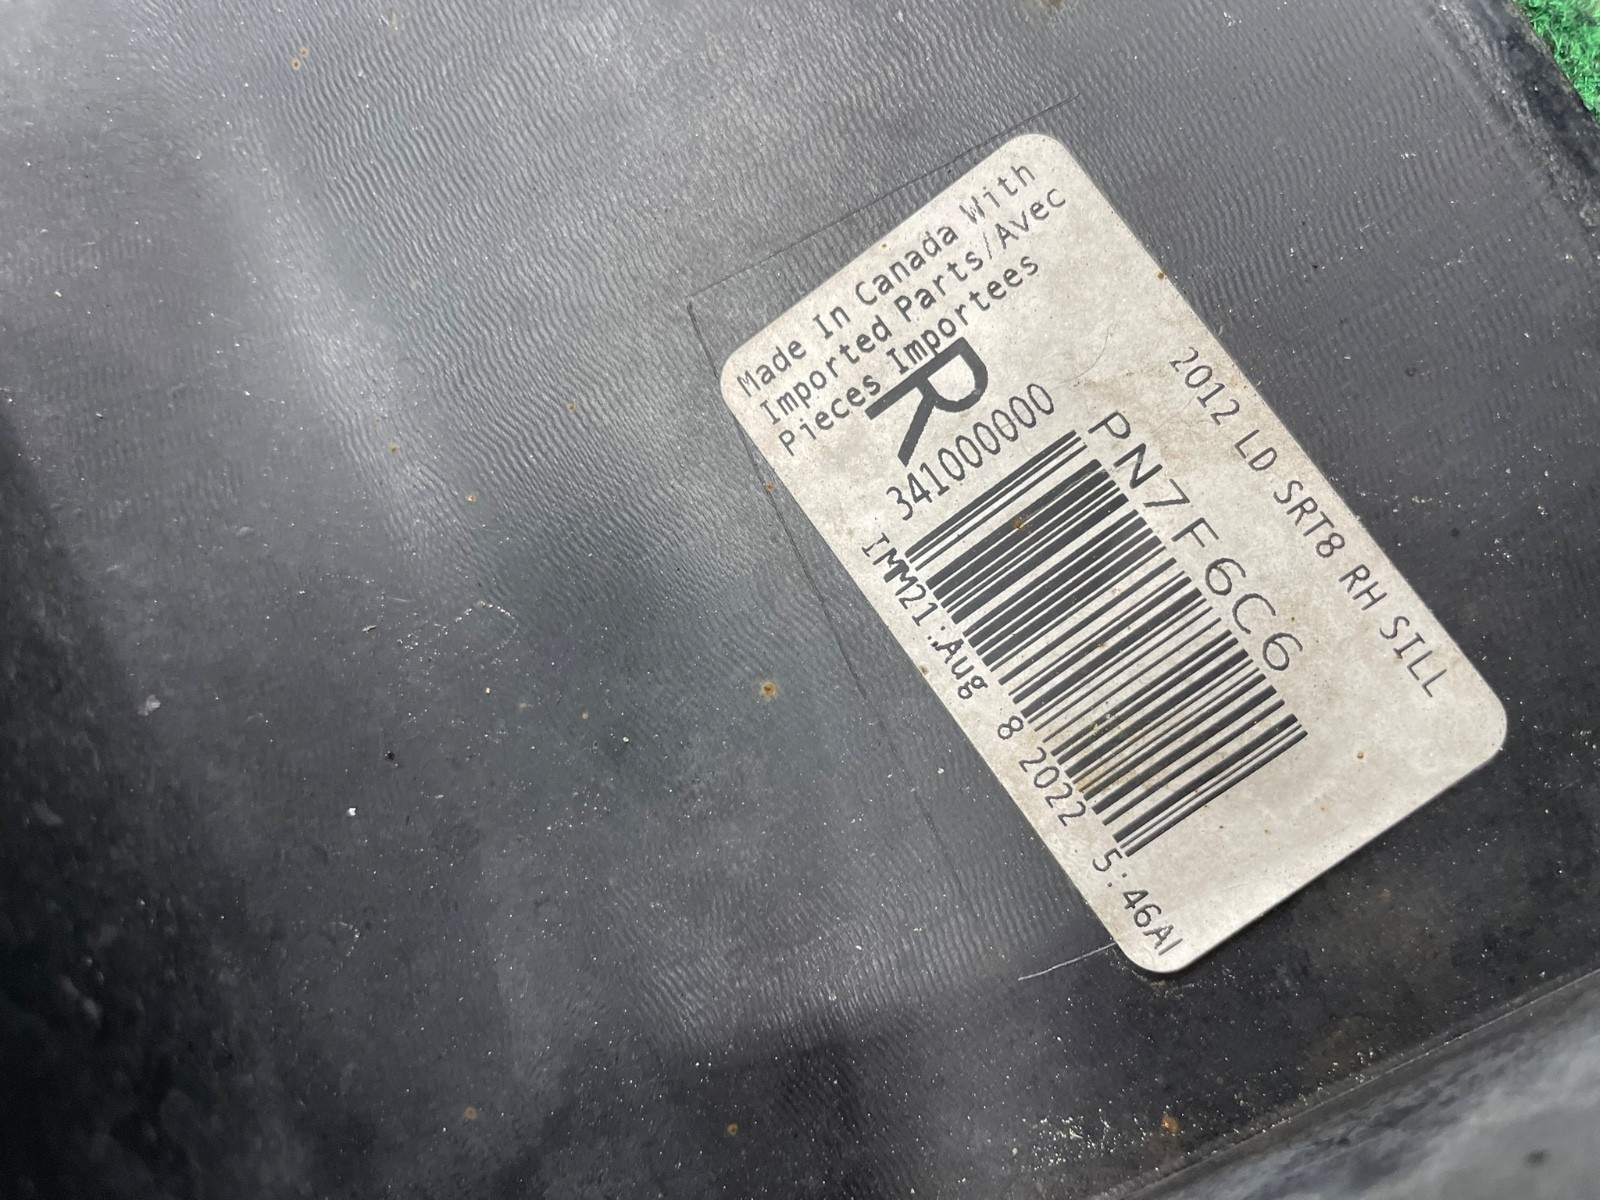 Made In Canada With
Imported Parts/Avec
Pieces Importees
R
341000000
2012 LD SRT8 RH SILL
PN7F6C6
IMM21:Aug 8 2022 5:46A